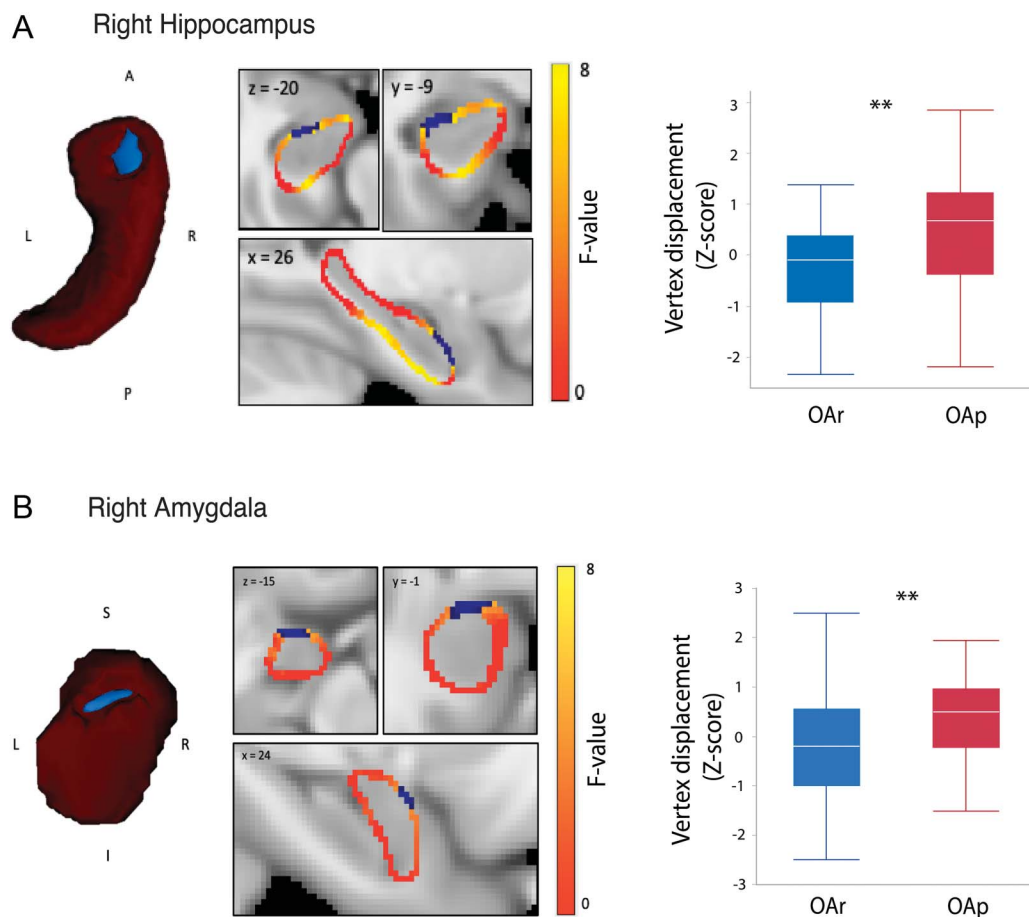 A Right Hippocampus
A
L
R
P
z = -20
y = -9
x = 26
8
F-value
0
Vertex displacement
(Z-score)
3
2
1
0
-1
-2
**
OAr
OAp
B Right Amygdala
S
L
R
I
z = -15
y = -1
x = 24
8
F-value
0
Vertex displacement
(Z-score)
3
2
1
0
-1
-2
-3
**
OAr
OAp